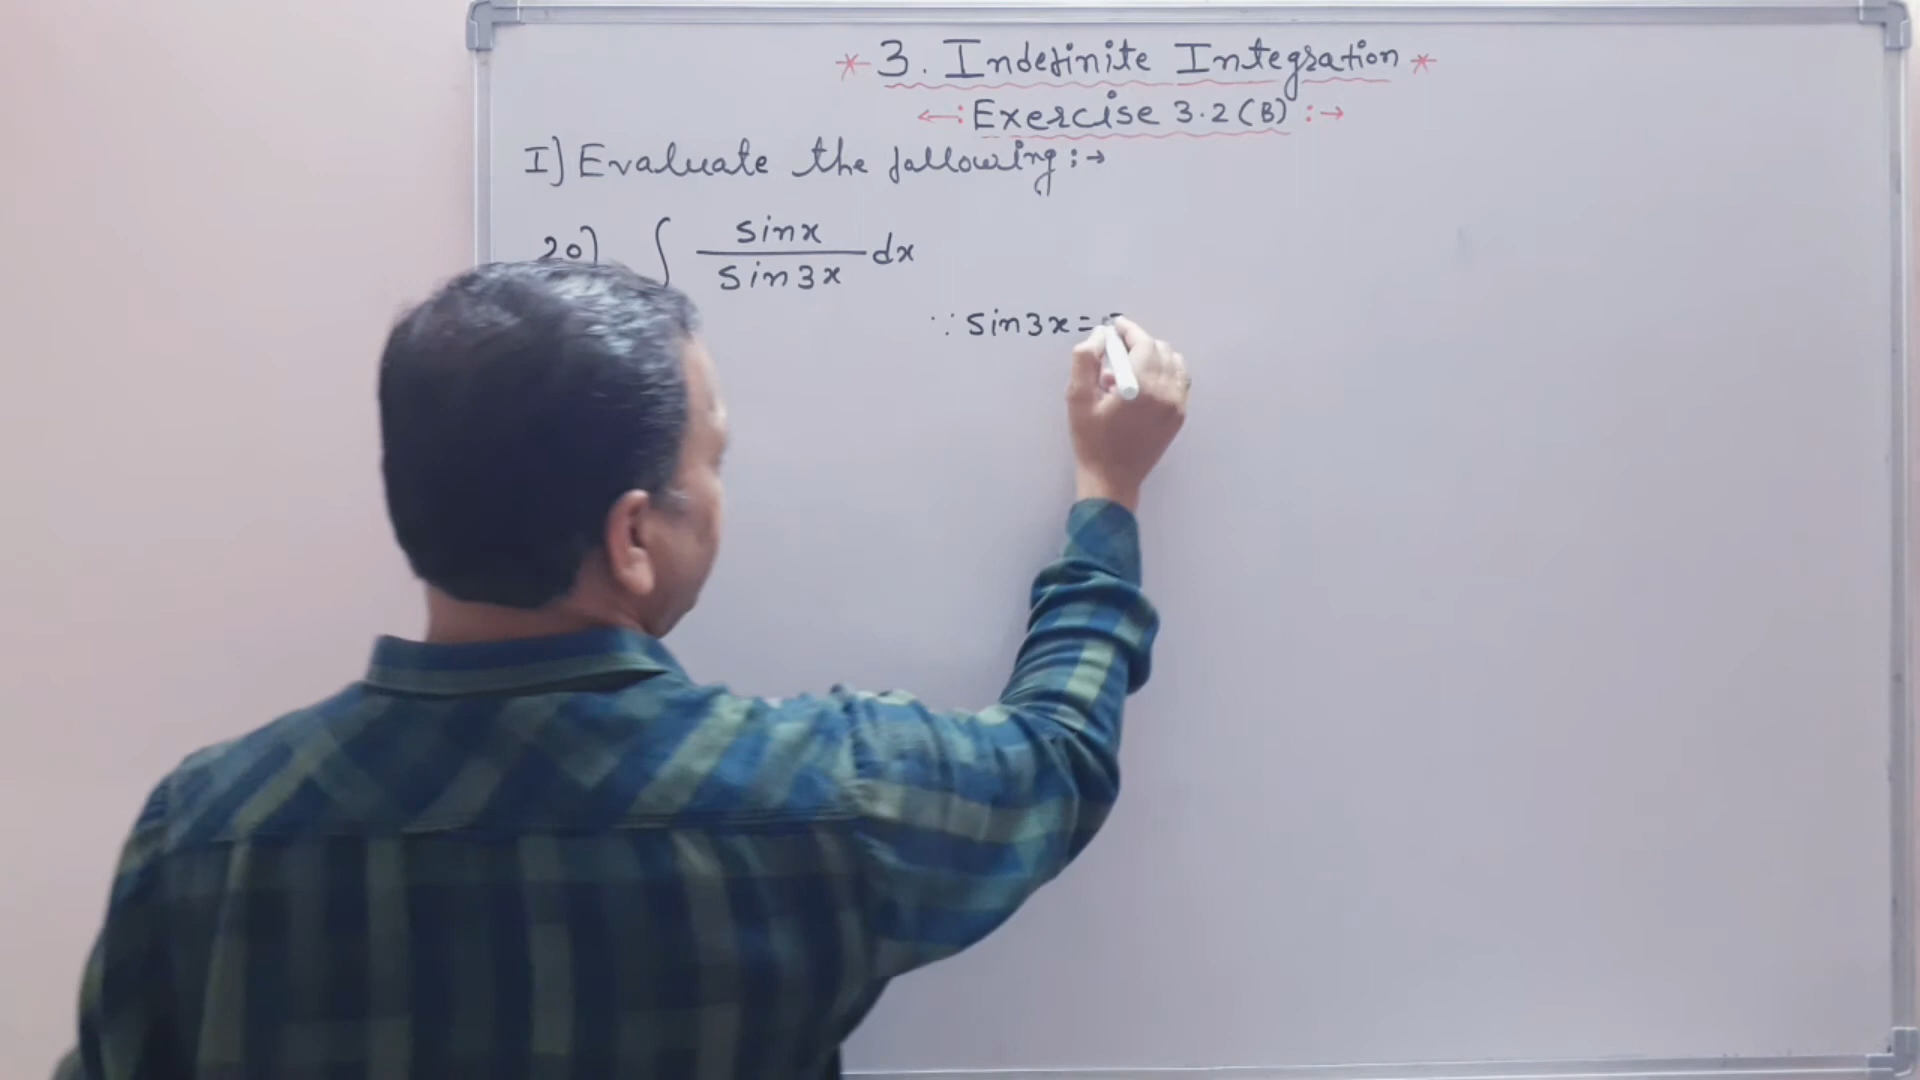 * 3. Indefinite Integration *
←: Exercise 3.2 (B) :→
I] Evaluate the following :→
20) ∫ sinx / sin3x dx
∵ sin3x =